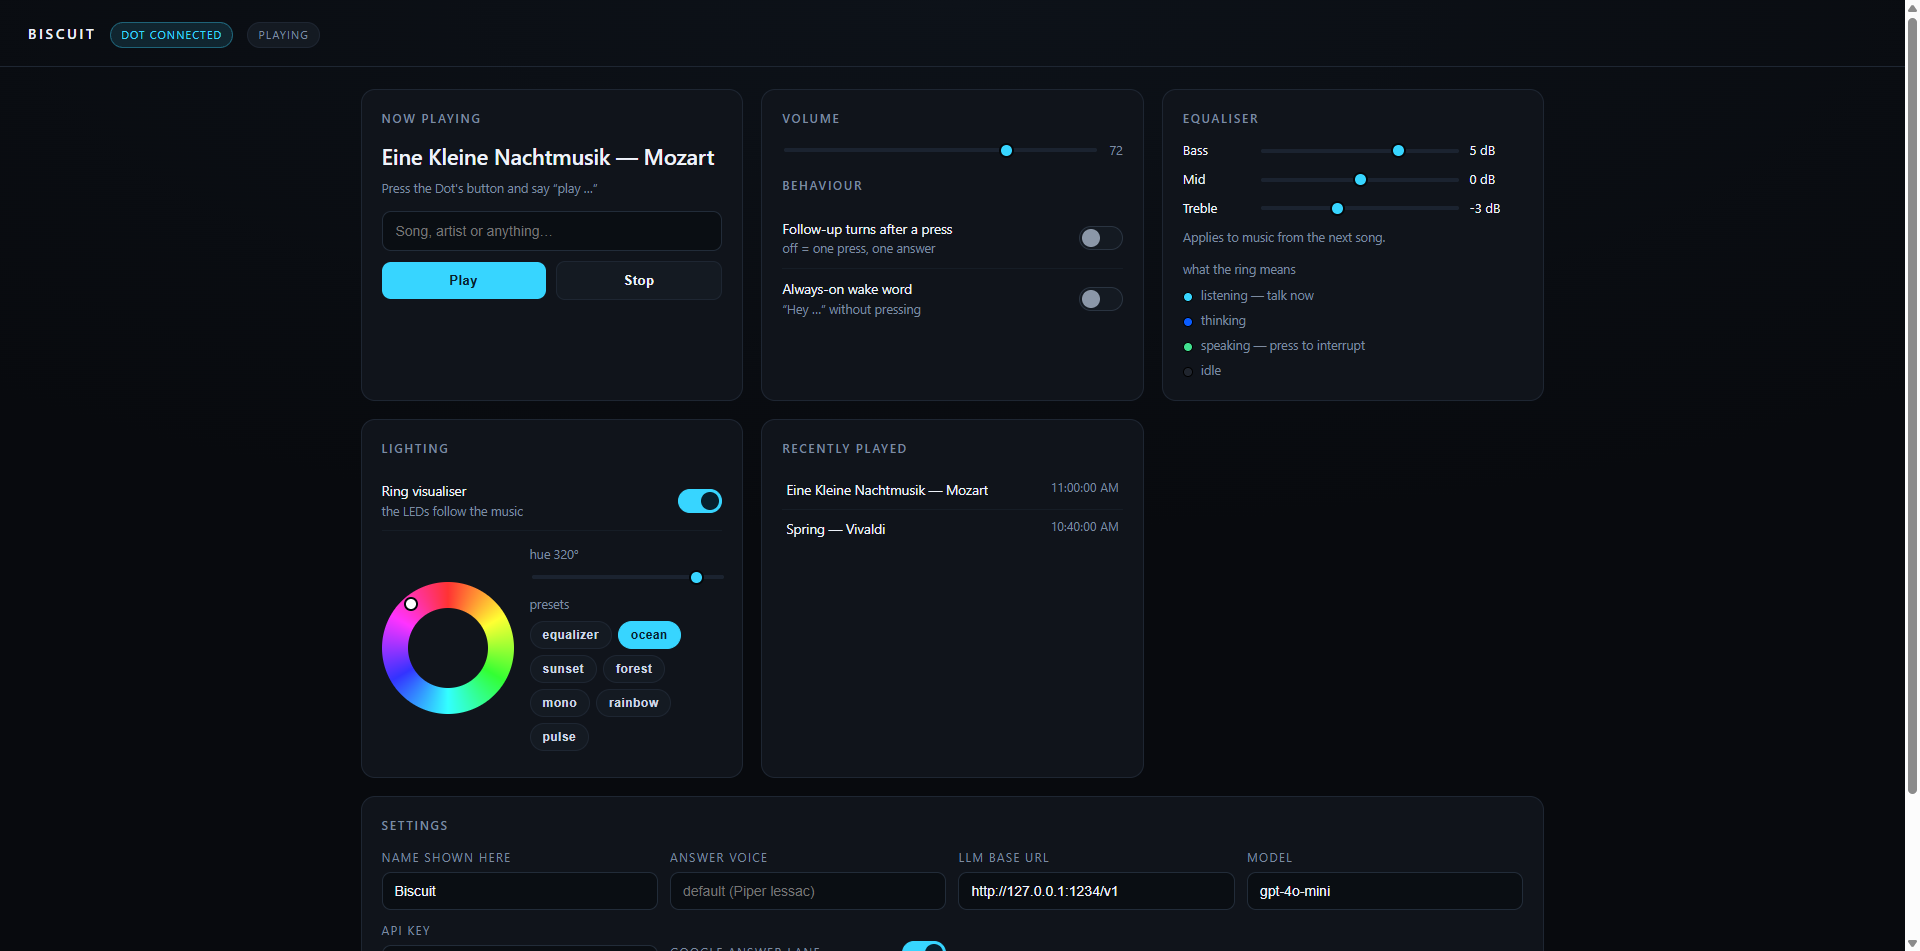 BISCUIT
DOT CONNECTED
PLAYING
NOW PLAYING
Eine Kleine Nachtmusik — Mozart
Press the Dot's button and say “play ...”
Song, artist or anything...
Play
Stop
VOLUME
72
BEHAVIOUR
Follow-up turns after a press
off = one press, one answer
Always-on wake word
“Hey ...” without pressing
EQUALISER
Bass
5 dB
Mid
0 dB
Treble
-3 dB
Applies to music from the next song.
what the ring means
listening — talk now
thinking
speaking — press to interrupt
idle
LIGHTING
Ring visualiser
the LEDs follow the music
hue 320°
presets
equalizer
ocean
sunset
forest
mono
rainbow
pulse
RECENTLY PLAYED
Eine Kleine Nachtmusik — Mozart
11:00:00 AM
Spring — Vivaldi
10:40:00 AM
SETTINGS
NAME SHOWN HERE
ANSWER VOICE
LLM BASE URL
MODEL
Biscuit
default (Piper lessac)
http://127.0.0.1:1234/v1
gpt-4o-mini
API KEY
GOOGLE ANSWER LANE